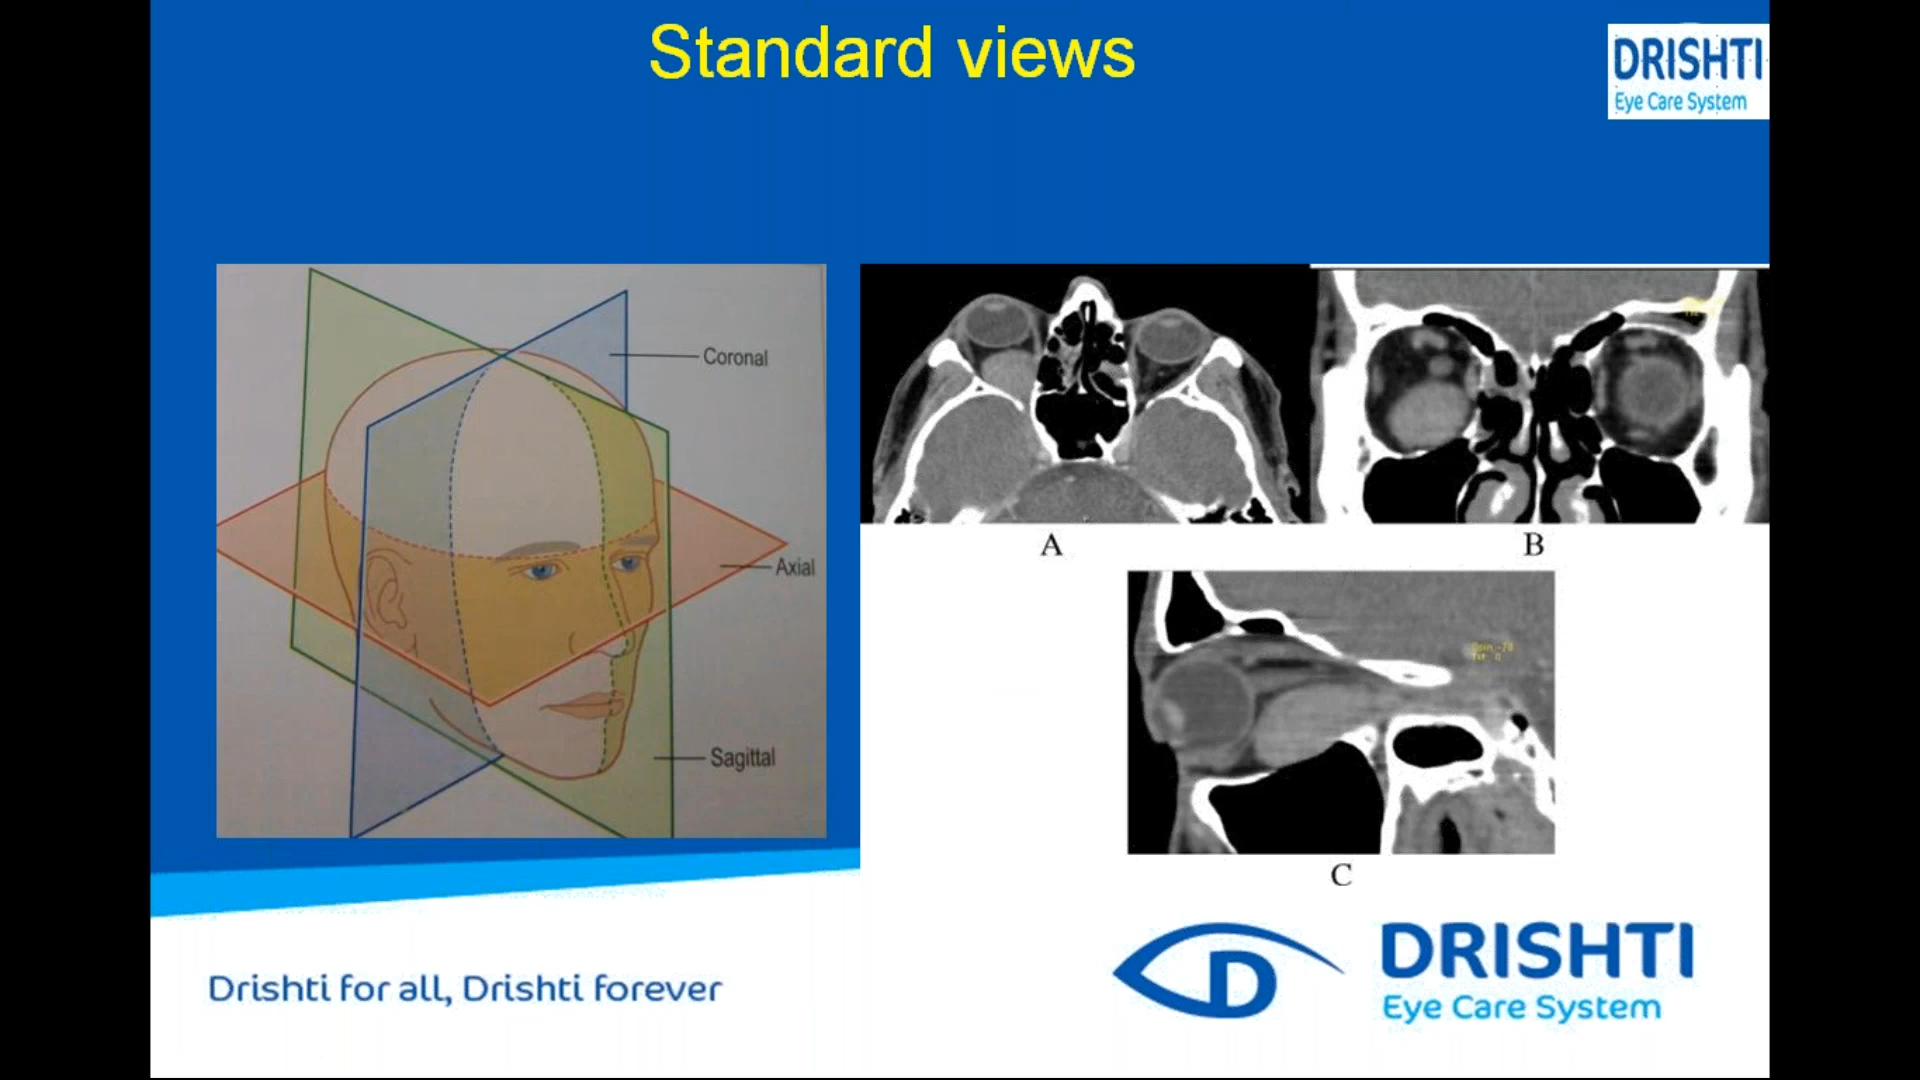 Standard views
DRISHTI
Eye Care System
Coronal
Axial
Sagittal
A
B
C
Drishti for all, Drishti forever
D
DRISHTI
Eye Care System